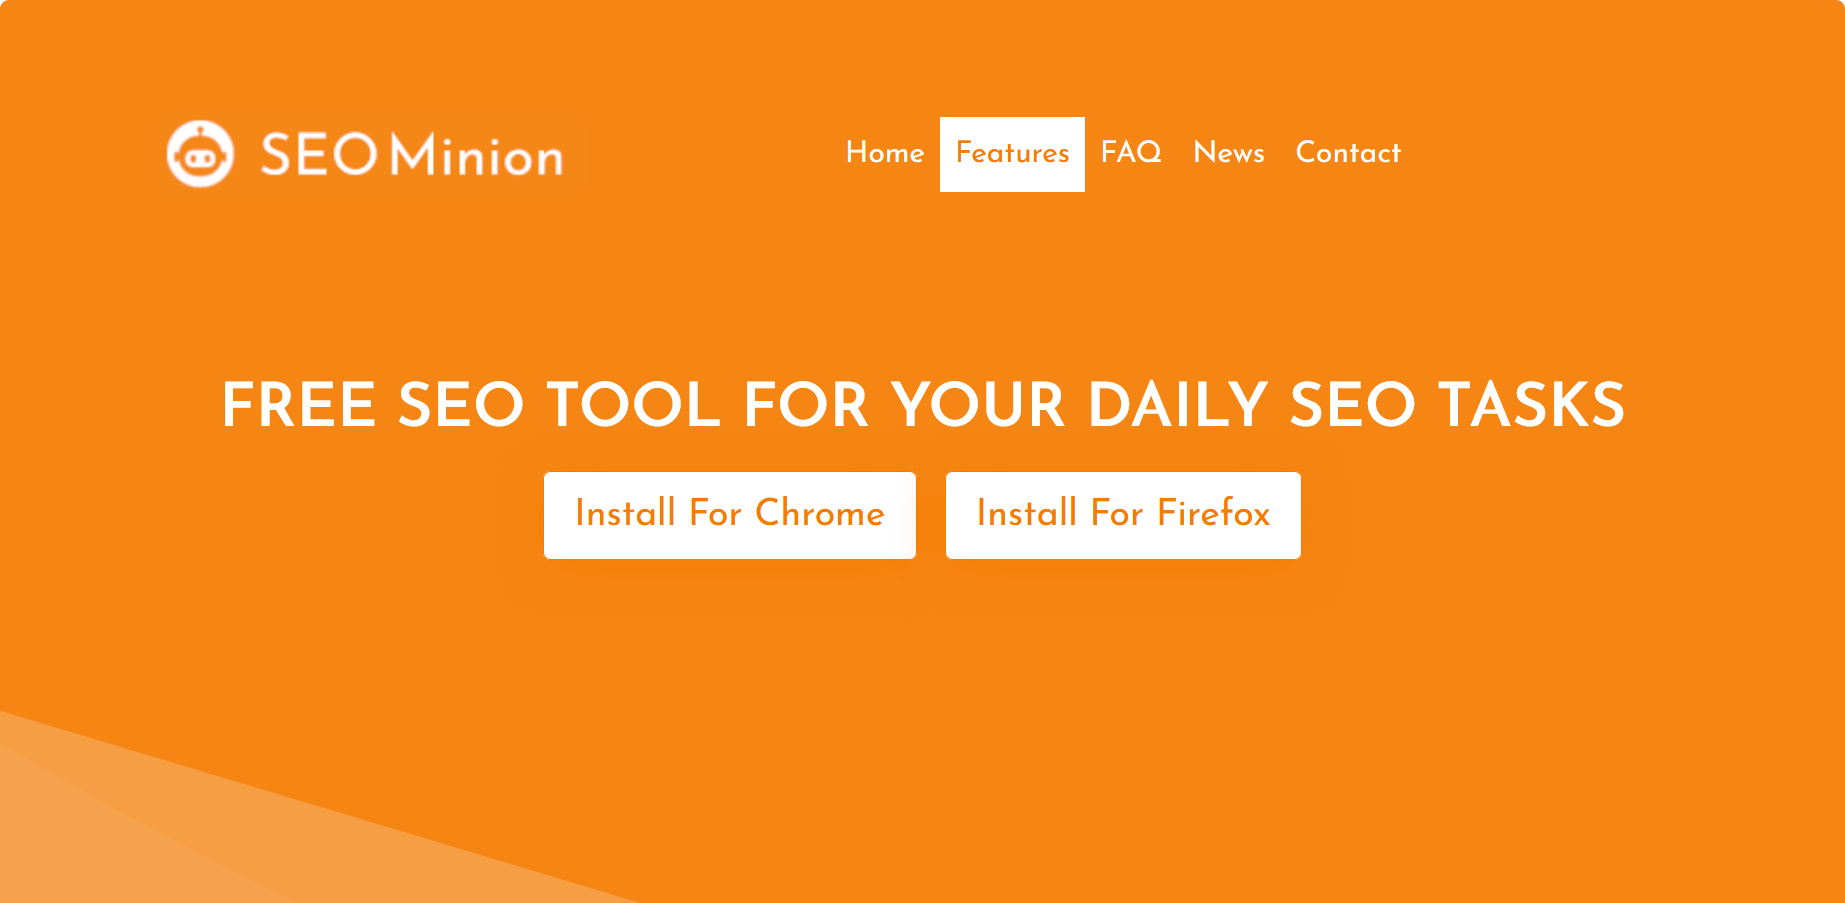 SEO Minion
Home Features FAQ News Contact
FREE SEO TOOL FOR YOUR DAILY SEO TASKS
Install For Chrome Install For Firefox